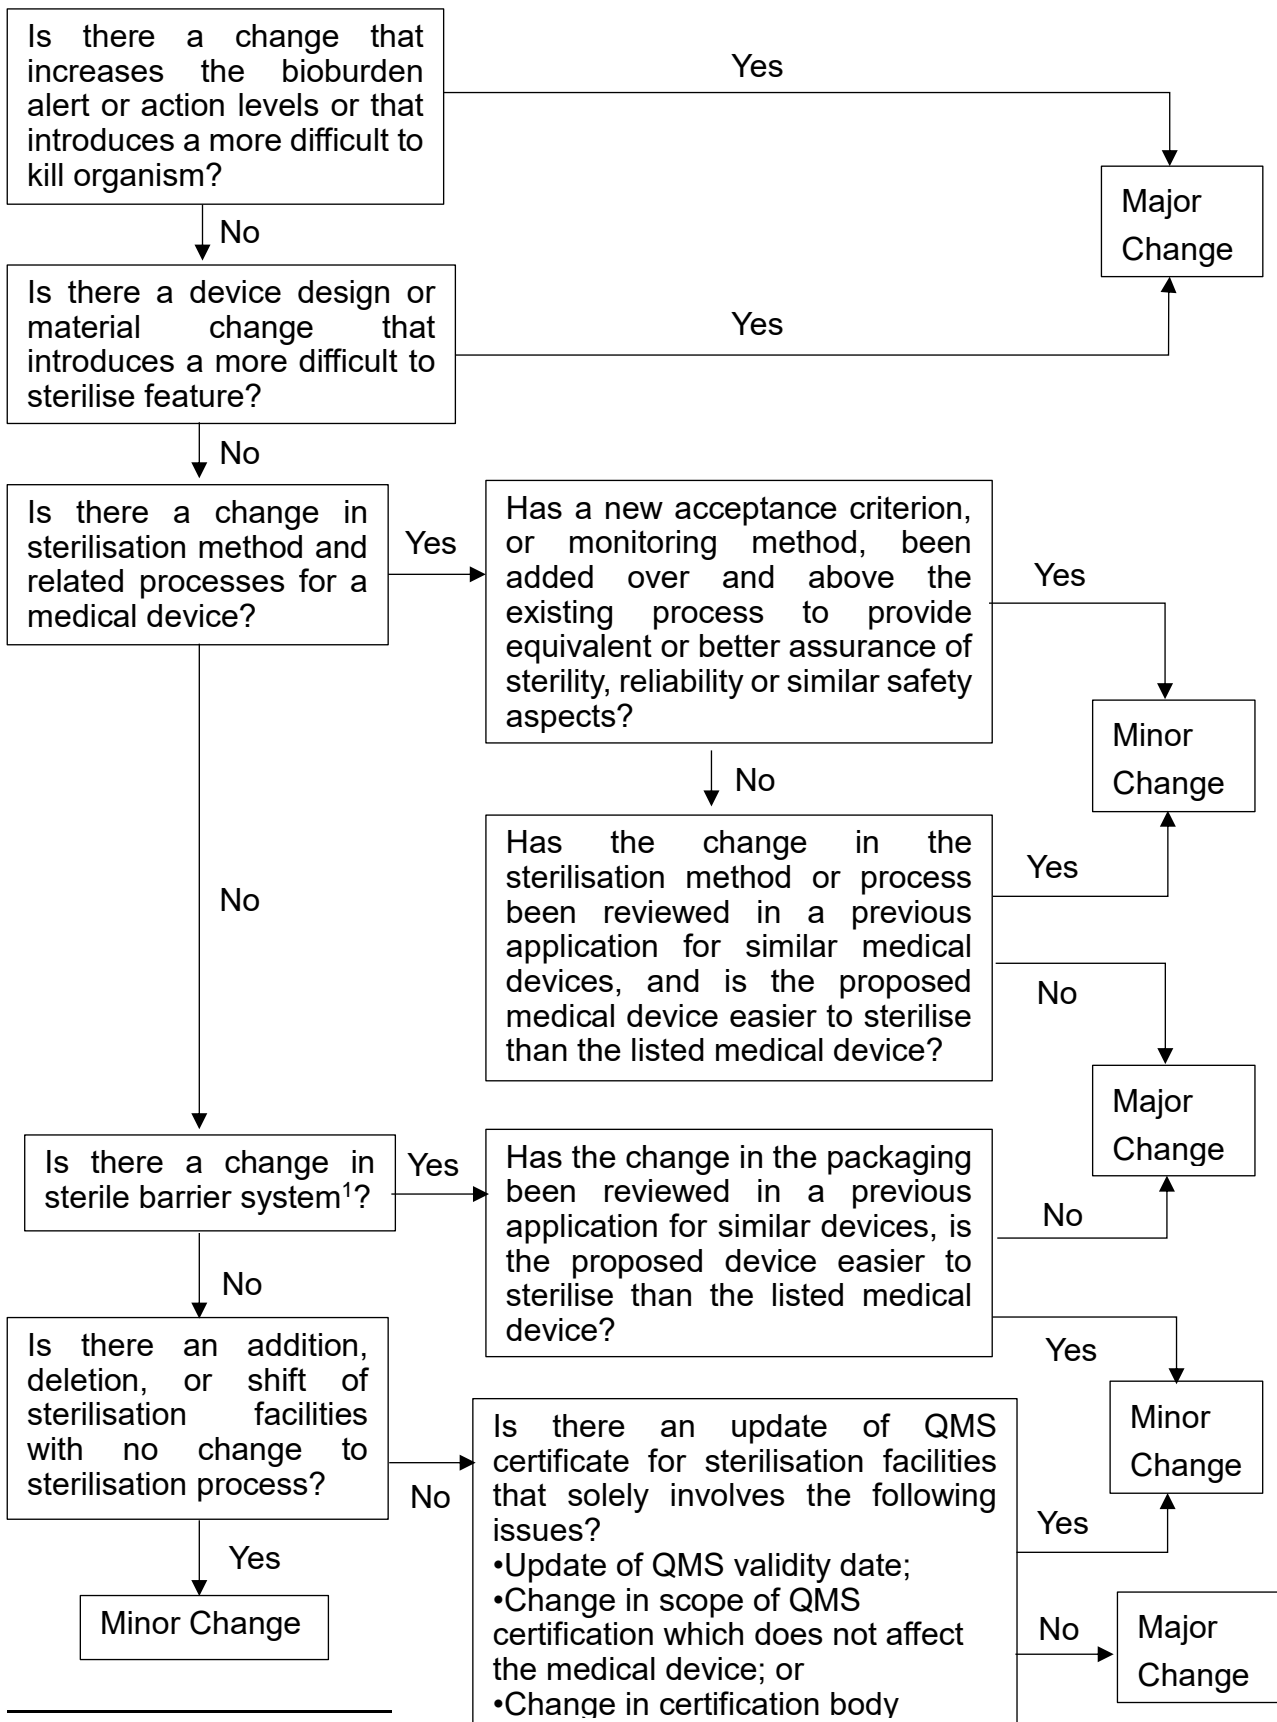 Is there a change that
increases the bioburden
alert or action levels or that
introduces a more difficult to
kill organism?
Yes
Major
Change
No
Is there a device design or
material change that
introduces a more difficult to
sterilise feature?
Yes
No
Is there a change in
sterilisation method and
related processes for a
medical device?
Yes
Has a new acceptance criterion,
or monitoring method, been
added over and above the
existing process to provide
equivalent or better assurance of
sterility, reliability or similar safety
aspects?
Yes
Minor
Change
No
Has the change in the
sterilisation method or process
been reviewed in a previous
application for similar medical
devices, and is the proposed
medical device easier to sterilise
than the listed medical device?
Yes
No
No
Major
Change
Is there a change in
sterile barrier system¹?
Yes
Has the change in the packaging
been reviewed in a previous
application for similar devices, is
the proposed device easier to
sterilise than the listed medical
device?
No
Yes
Minor
Change
No
Is there an addition,
deletion, or shift of
sterilisation facilities
with no change to
sterilisation process?
No
Is there an update of QMS
certificate for sterilisation facilities
that solely involves the following
issues?
•Update of QMS validity date;
•Change in scope of QMS
certification which does not affect
the medical device; or
•Change in certification body
Yes
No
Major
Change
Yes
Minor Change